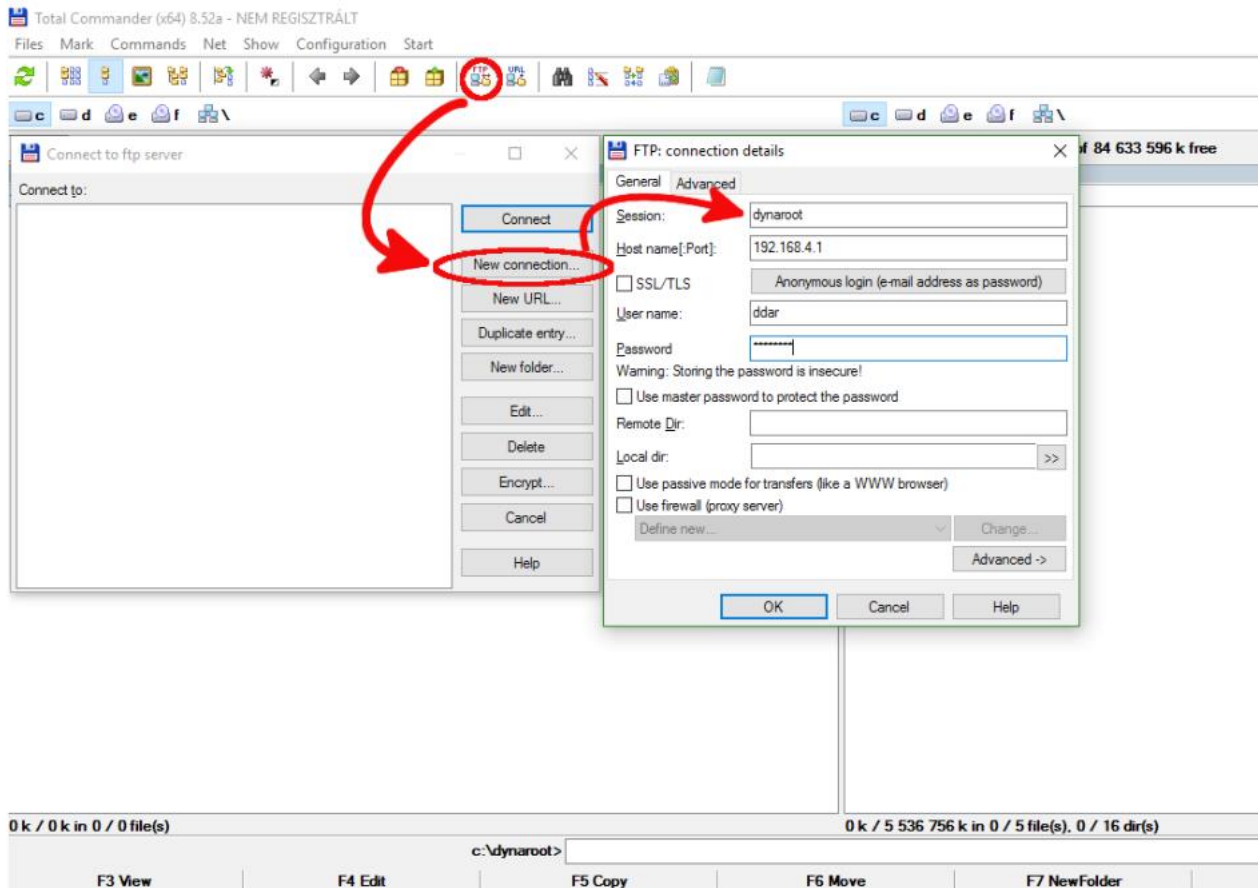 Total Commander (x64) 8.52a - NEM REGISZTRÁLT
Files Mark Commands Net Show Configuration Start
FTP URL
c d e f \
c d e f \
f 84 633 596 k free
Connect to ftp server
Connect to:
Connect
New connection...
New URL...
Duplicate entry...
New folder...
Edit...
Delete
Encrypt...
Cancel
Help
FTP: connection details
General Advanced
Session: dynaroot
Host name[:Port]: 192.168.4.1
SSL/TLS Anonymous login (e-mail address as password)
User name: ddar
Password ********
Warning: Storing the password is insecure!
Use master password to protect the password
Remote Dir:
Local dir: >>
Use passive mode for transfers (like a WWW browser)
Use firewall (proxy server)
Define new... Change...
Advanced ->
OK Cancel Help
0 k / 0 k in 0 / 0 file(s)
0 k / 5 536 756 k in 0 / 5 file(s), 0 / 16 dir(s)
c:\dynaroot>
F3 View F4 Edit F5 Copy F6 Move F7 NewFolder